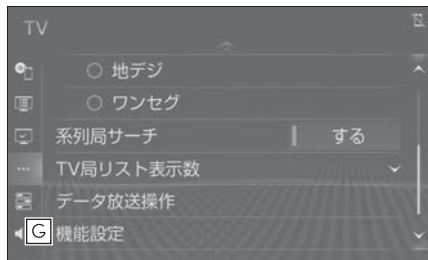 TV
○ 地デジ
○ ワンセグ
系列局サーチ する
TV局リスト表示数
データ放送操作
G 機能設定